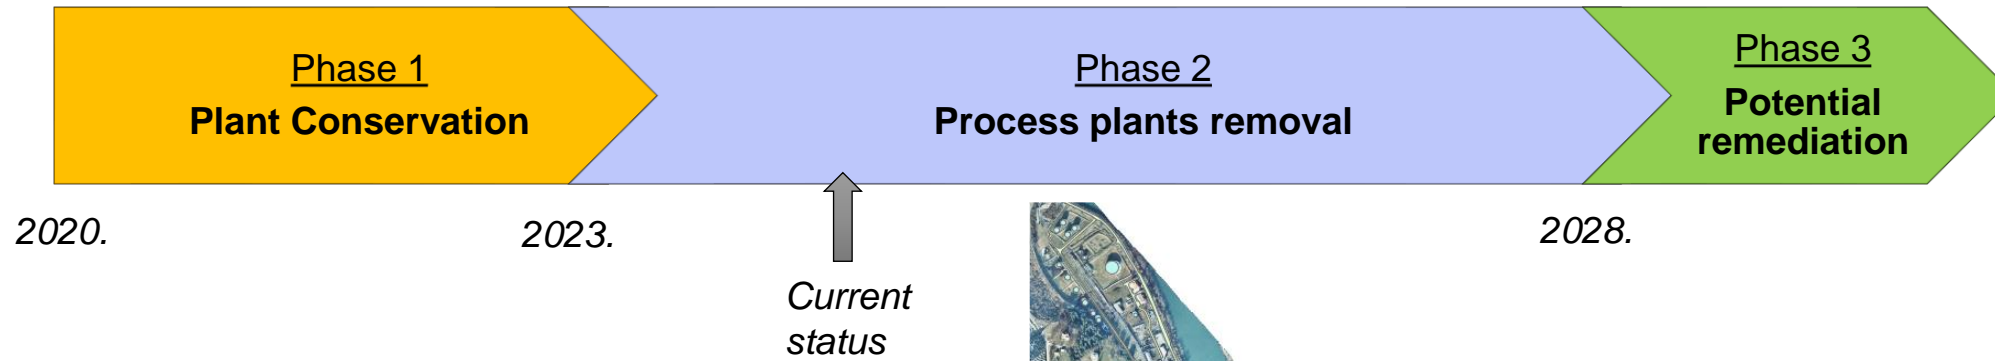 Phase 1
Plant Conservation
Phase 2
Process plants removal
Phase 3
Potential
remediation
2020.
2023.
2028.
Current
status